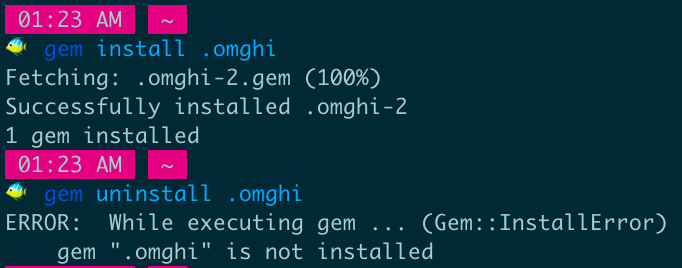 01:23 AM ~
🐠 gem install .omghi
Fetching: .omghi-2.gem (100%)
Successfully installed .omghi-2
1 gem installed
01:23 AM ~
🐠 gem uninstall .omghi
ERROR:  While executing gem ... (Gem::InstallError)
    gem ".omghi" is not installed